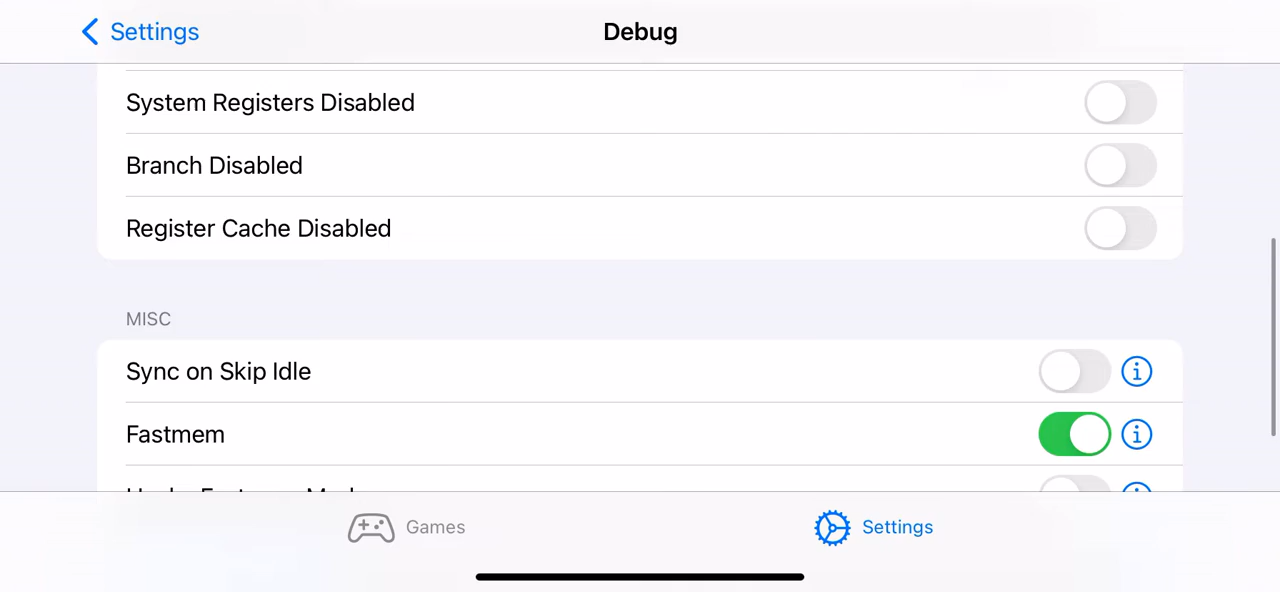 Settings
Debug
System Registers Disabled
Branch Disabled
Register Cache Disabled
MISC
Sync on Skip Idle
Fastmem
Games
Settings